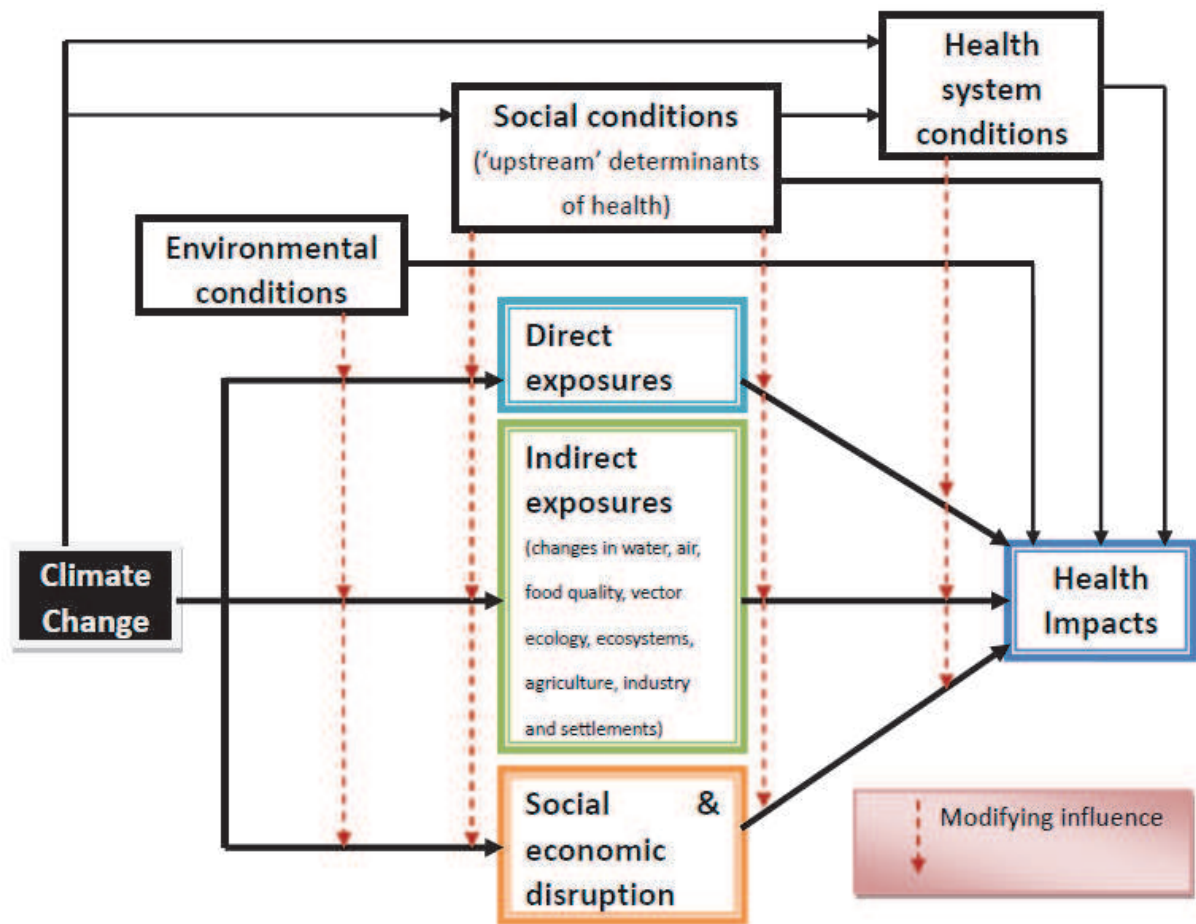 Health
system
conditions
Social conditions
(‘upstream’ determinants
of health)
Environmental
conditions
Direct
exposures
Indirect
exposures
(changes in water, air,
food quality, vector
ecology, ecosystems,
agriculture, industry
and settlements)
Climate
Change
Health
Impacts
Social &
economic
disruption
Modifying influence